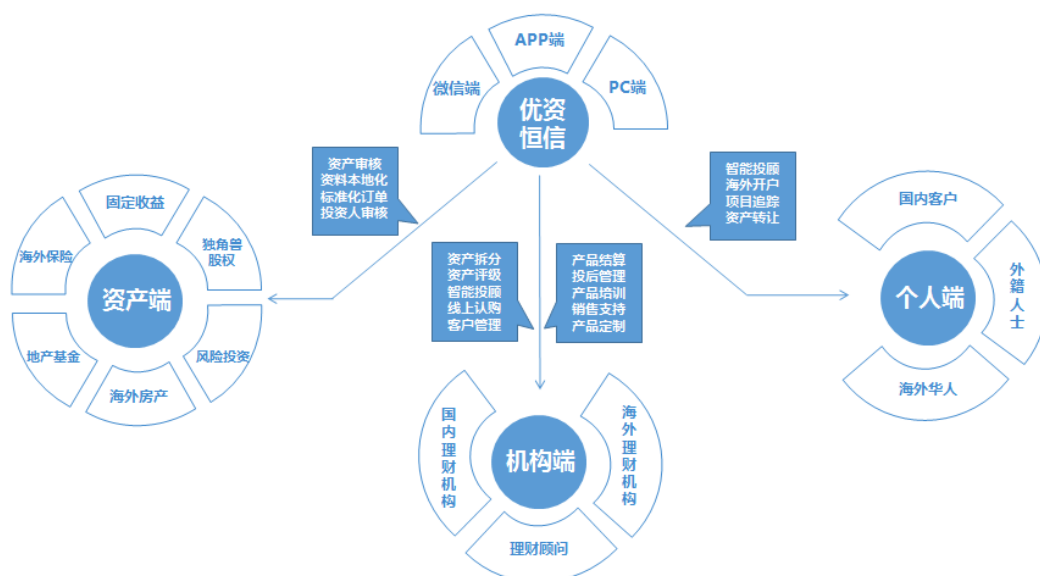 APP端
微信端
PC端
优资
恒信
资产审核
资料本地化
标准化订单
投资人审核
智能投顾
海外开户
项目追踪
资产转让
固定收益
海外保险
独角兽
股权
资产端
地产基金
风险投资
海外房产
资产拆分
资产评级
智能投顾
线上认购
客户管理
产品结算
投后管理
产品培训
销售支持
产品定制
国内客户
外籍人士
个人端
海外华人
国内理财机构
海外理财机构
机构端
理财顾问